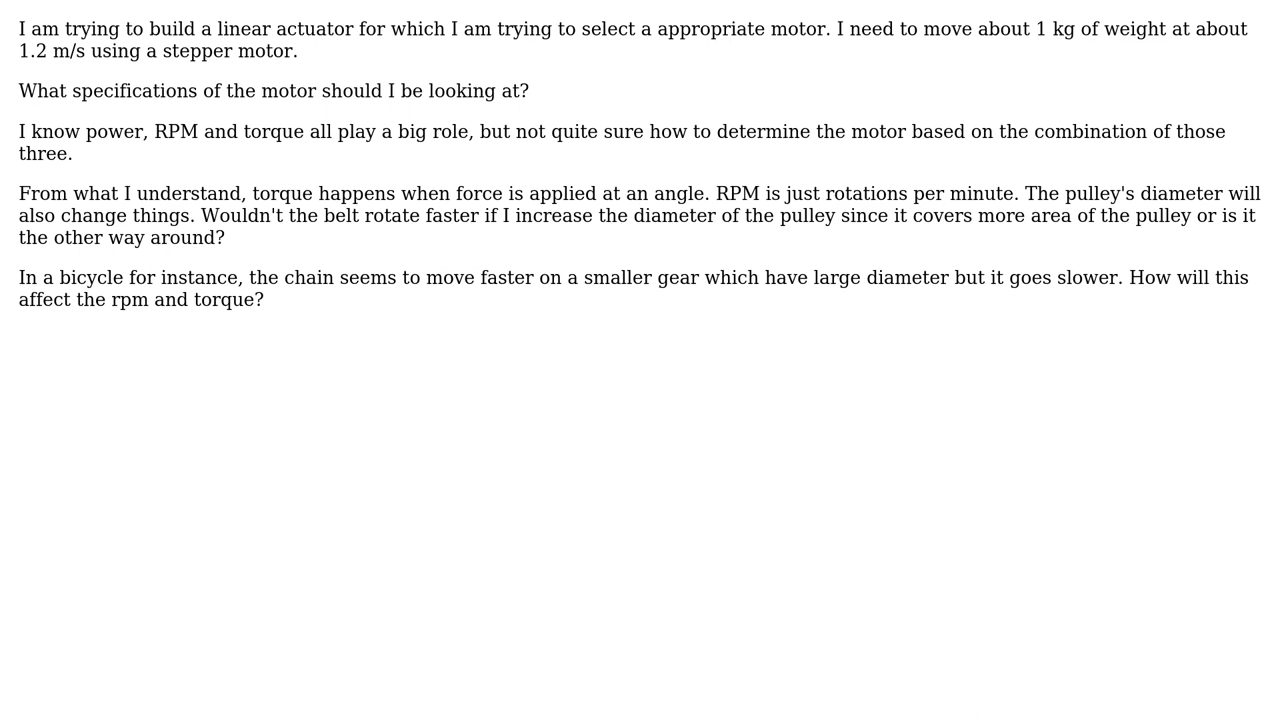 I am trying to build a linear actuator for which I am trying to select a appropriate motor. I need to move about 1 kg of weight at about
1.2 m/s using a stepper motor.
What specifications of the motor should I be looking at?
I know power, RPM and torque all play a big role, but not quite sure how to determine the motor based on the combination of those
three.
From what I understand, torque happens when force is applied at an angle. RPM is just rotations per minute. The pulley's diameter will
also change things. Wouldn't the belt rotate faster if I increase the diameter of the pulley since it covers more area of the pulley or is it
the other way around?
In a bicycle for instance, the chain seems to move faster on a smaller gear which have large diameter but it goes slower. How will this
affect the rpm and torque?